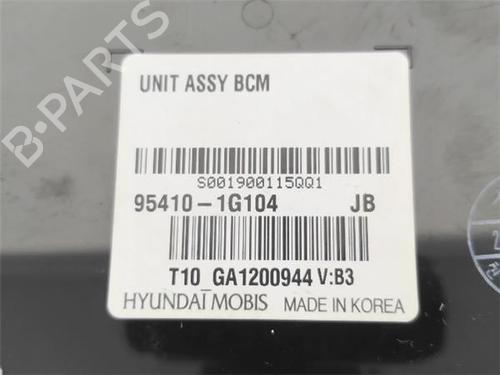 B-PARTS
UNIT ASSY BCM
S001900115QQ1
95410-1G104 JB
T10_GA1200944 V:B3
HYUNDAI MOBIS MADE IN KOREA